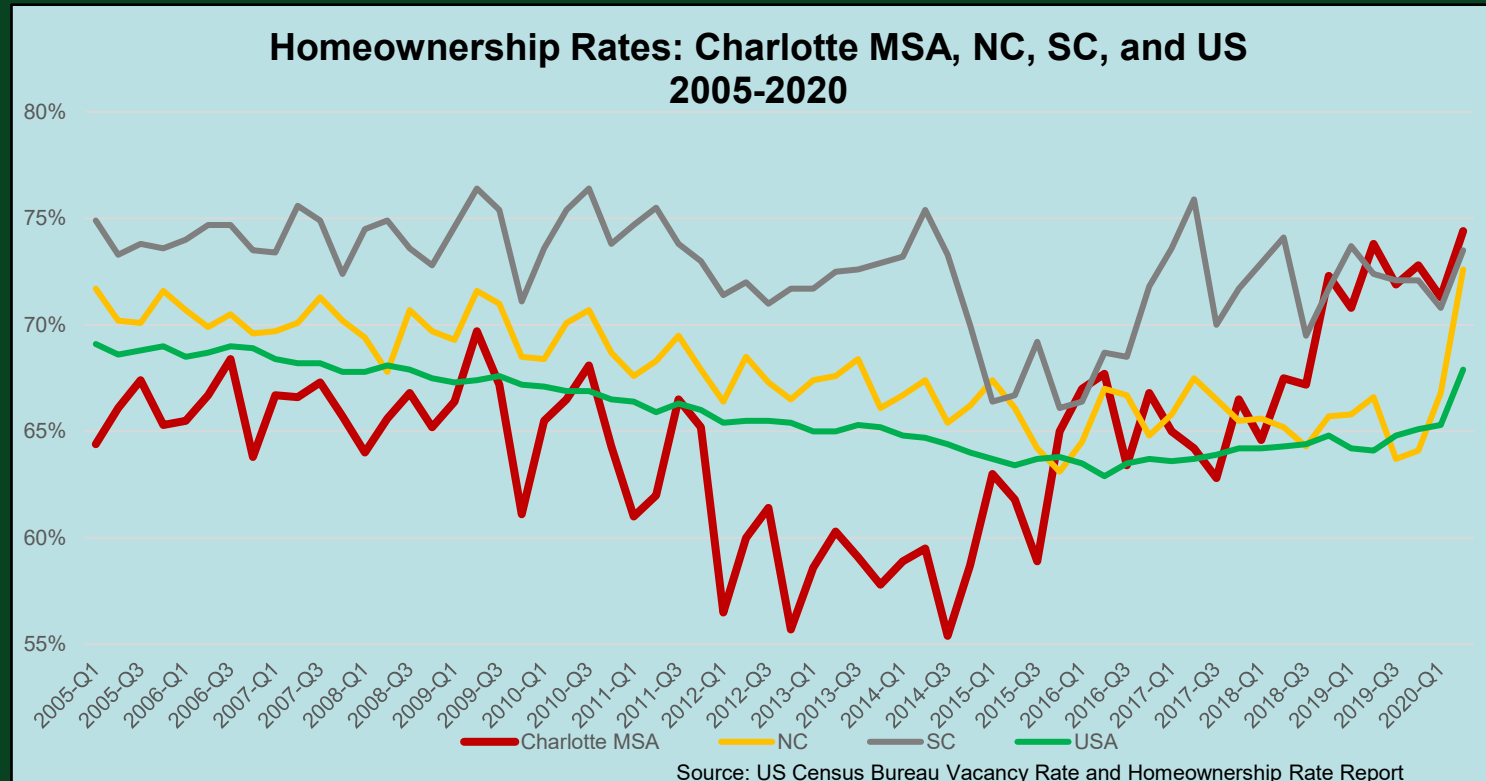 Homeownership Rates: Charlotte MSA, NC, SC, and US
2005-2020
80%
75%
70%
65%
60%
55%
2005-Q1
2005-Q3
2006-Q1
2006-Q3
2007-Q1
2007-Q3
2008-Q1
2008-Q3
2009-Q1
2009-Q3
2010-Q1
2010-Q3
2011-Q1
2011-Q3
2012-Q1
2012-Q3
2013-Q1
2013-Q3
2014-Q1
2014-Q3
2015-Q1
2015-Q3
2016-Q1
2016-Q3
2017-Q1
2017-Q3
2018-Q1
2018-Q3
2019-Q1
2019-Q3
2020-Q1
Charlotte MSA NC SC USA
Source: US Census Bureau Vacancy Rate and Homeownership Rate Report